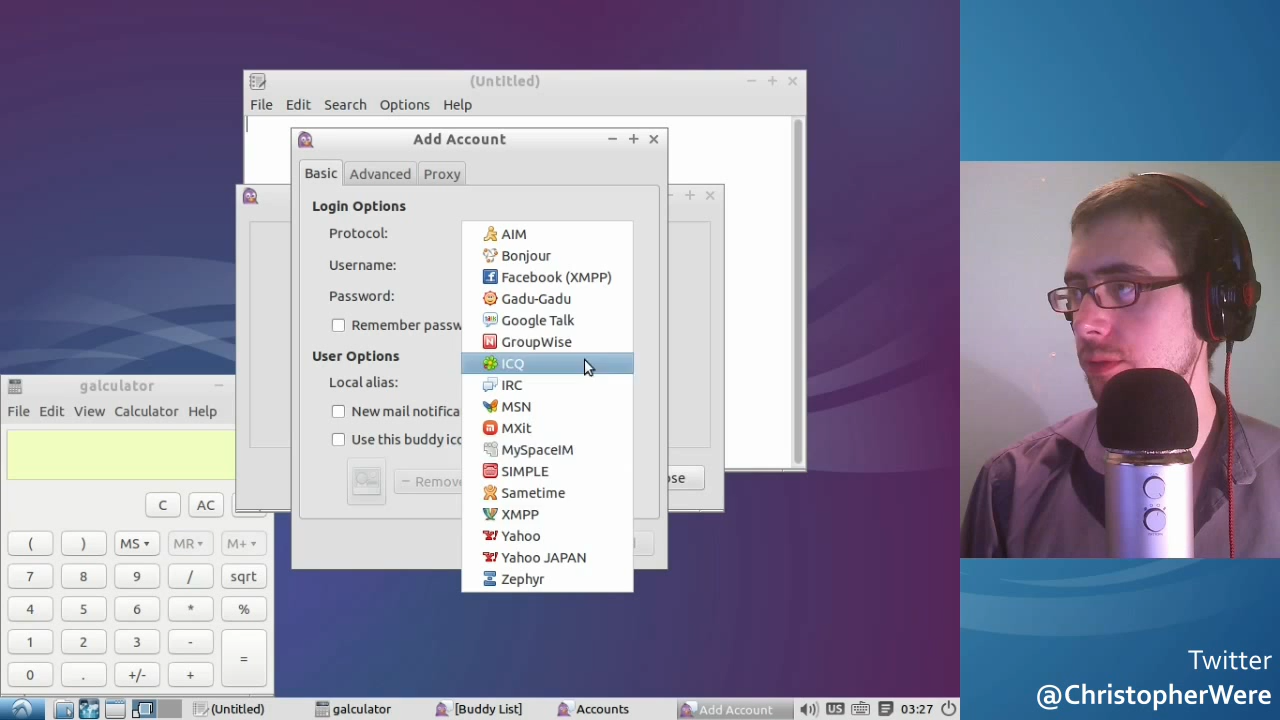 (Untitled)
File Edit Search Options Help
Add Account
Basic Advanced Proxy
Login Options
Protocol:
Username:
Password:
Remember passw
User Options
Local alias:
New mail notifica
Use this buddy ico
Remove
AIM
Bonjour
Facebook (XMPP)
Gadu-Gadu
Google Talk
GroupWise
ICQ
IRC
MSN
MXit
MySpaceIM
SIMPLE
Sametime
XMPP
Yahoo
Yahoo JAPAN
Zephyr
ose
galculator
File Edit View Calculator Help
C AC
( ) MS MR M+
7 8 9 / sqrt
4 5 6 * %
1 2 3 - =
0 . +/- +
(Untitled) galculator [Buddy List] Accounts Add Account US 03:27
Twitter
@ChristopherWere